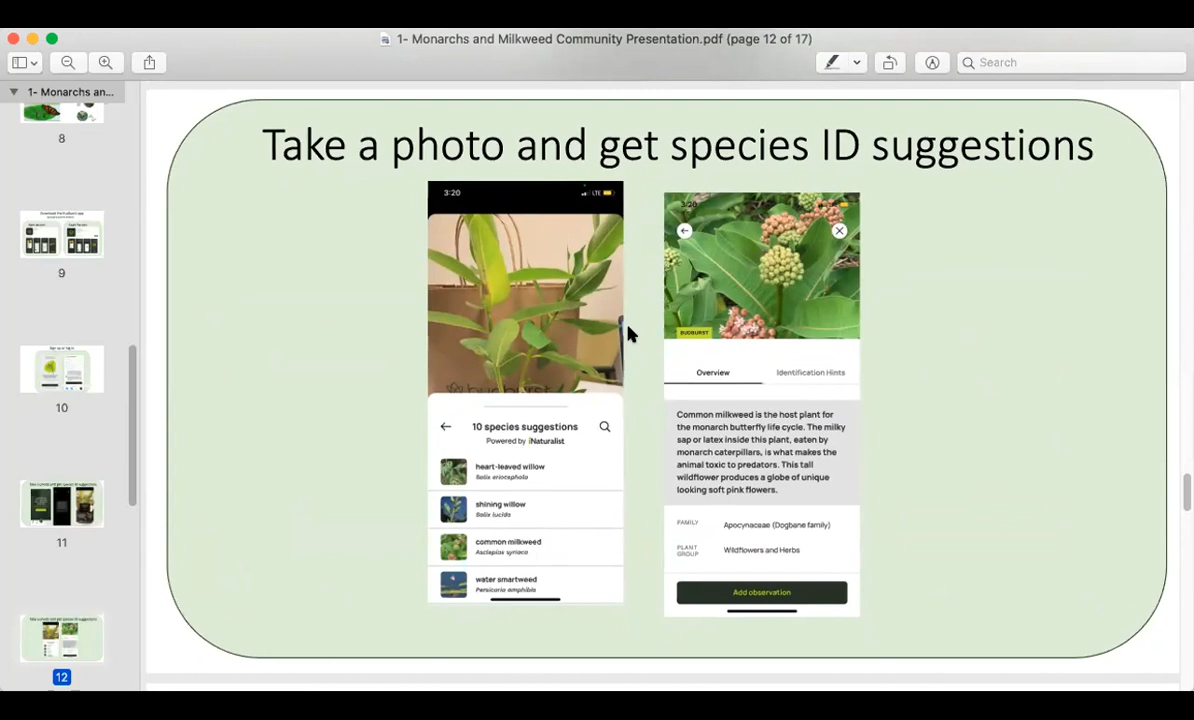 1- Monarchs and Milkweed Community Presentation.pdf (page 12 of 17)
Search
1- Monarchs an...
8
9
10
11
12
Take a photo and get species ID suggestions
3:20
LTE
10 species suggestions
Powered by iNaturalist
heart-leaved willow
Salix eriocephala
shining willow
Salix lucida
common milkweed
Asclepias syriaca
water smartweed
Persicaria amphibia
3:20
BUDBURST
Overview
Identification Hints
Common milkweed is the host plant for
the monarch butterfly life cycle. The milky
sap or latex inside this plant, eaten by
monarch caterpillars, is what makes the
animal toxic to predators. This tall
wildflower produces a globe of unique
looking soft pink flowers.
FAMILY
Apocynaceae (Dogbane family)
PLANT
GROUP
Wildflowers and Herbs
Add observation